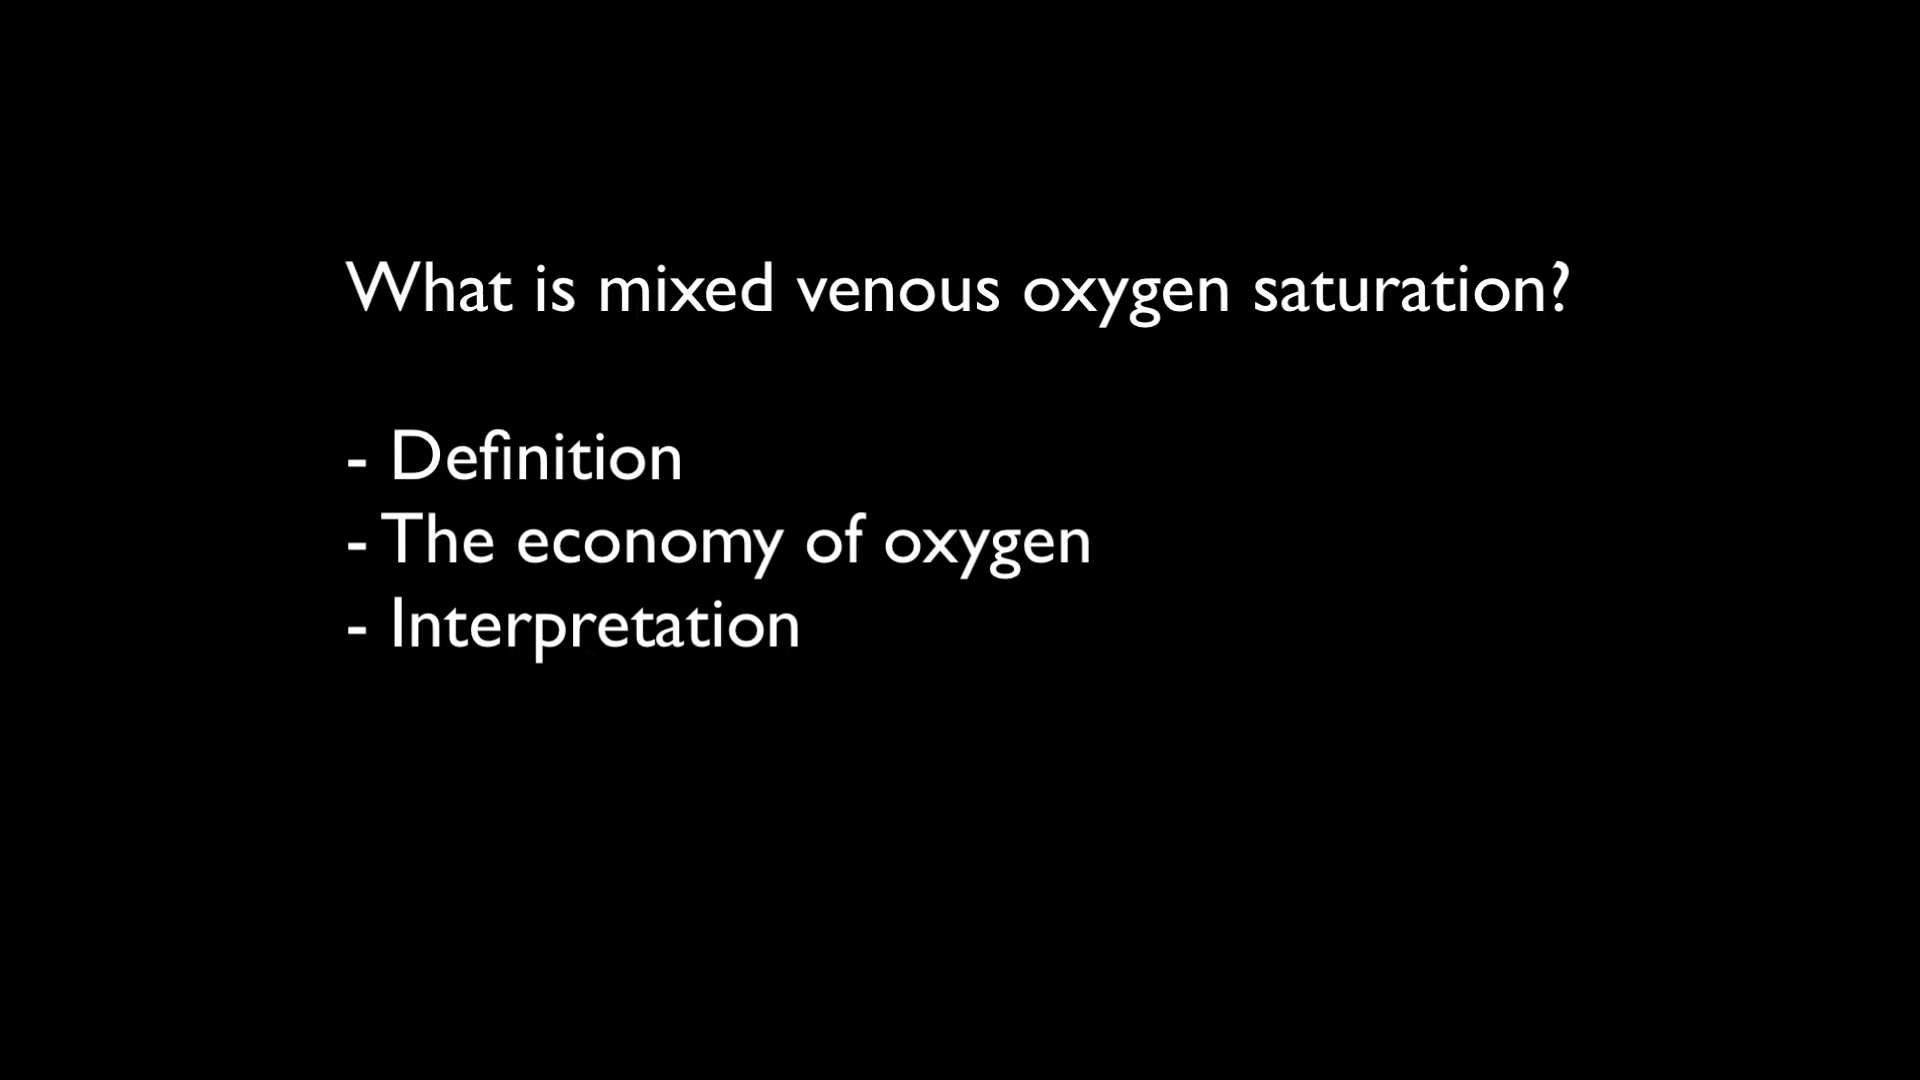 What is mixed venous oxygen saturation?
- Definition
- The economy of oxygen
- Interpretation